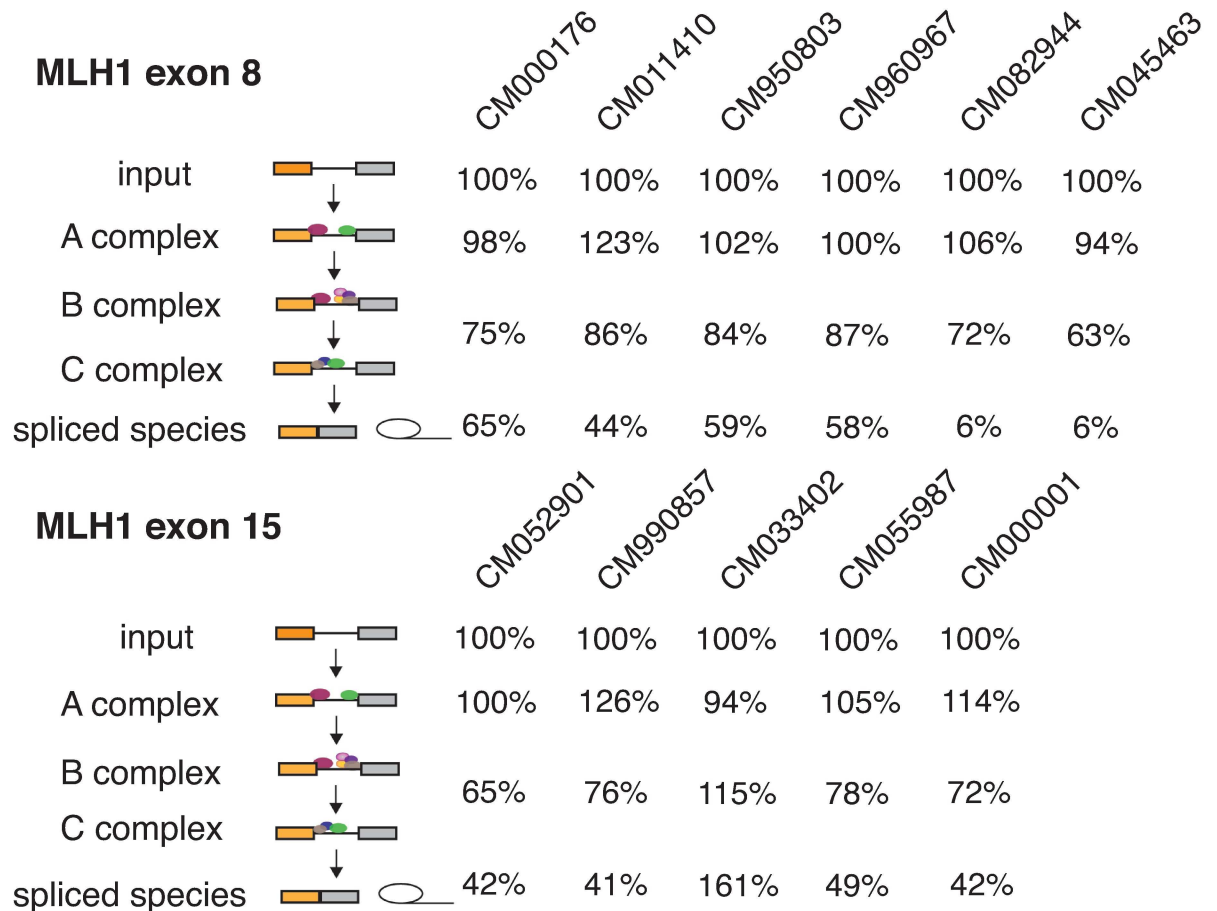 MLH1 exon 8
CM000176 CM011410 CM950803 CM960967 CM082944 CM045463
input 100% 100% 100% 100% 100% 100%
A complex 98% 123% 102% 100% 106% 94%
B complex
75% 86% 84% 87% 72% 63%
C complex
spliced species 65% 44% 59% 58% 6% 6%
MLH1 exon 15
CM052901 CM990857 CM033402 CM055987 CM000001
input 100% 100% 100% 100% 100%
A complex 100% 126% 94% 105% 114%
B complex
65% 76% 115% 78% 72%
C complex
spliced species 42% 41% 161% 49% 42%